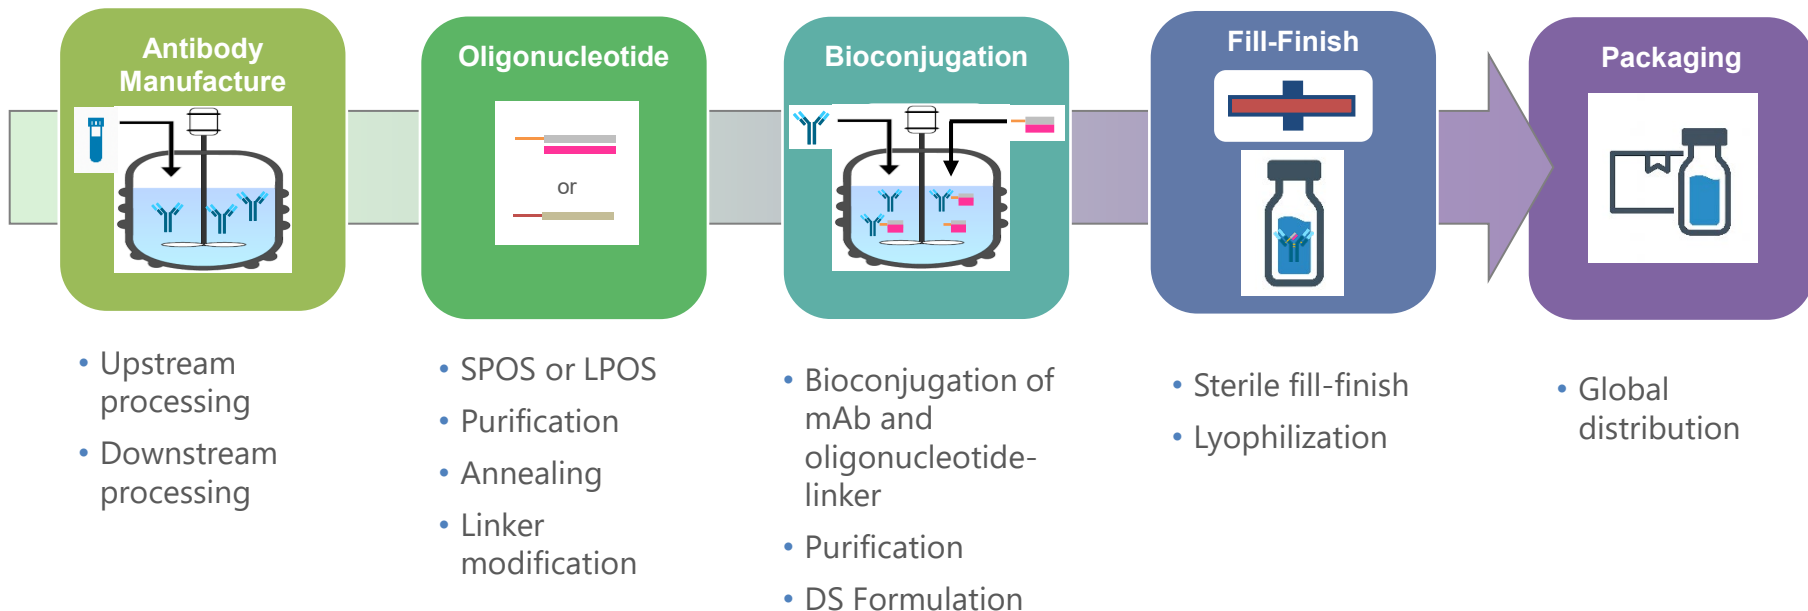 Antibody
Manufacture
Oligonucleotide
or
Bioconjugation
Fill-Finish
Packaging
• Upstream
processing
• Downstream
processing
• SPOS or LPOS
• Purification
• Annealing
• Linker
modification
• Bioconjugation of
mAb and
oligonucleotide-
linker
• Purification
• DS Formulation
• Sterile fill-finish
• Lyophilization
• Global
distribution